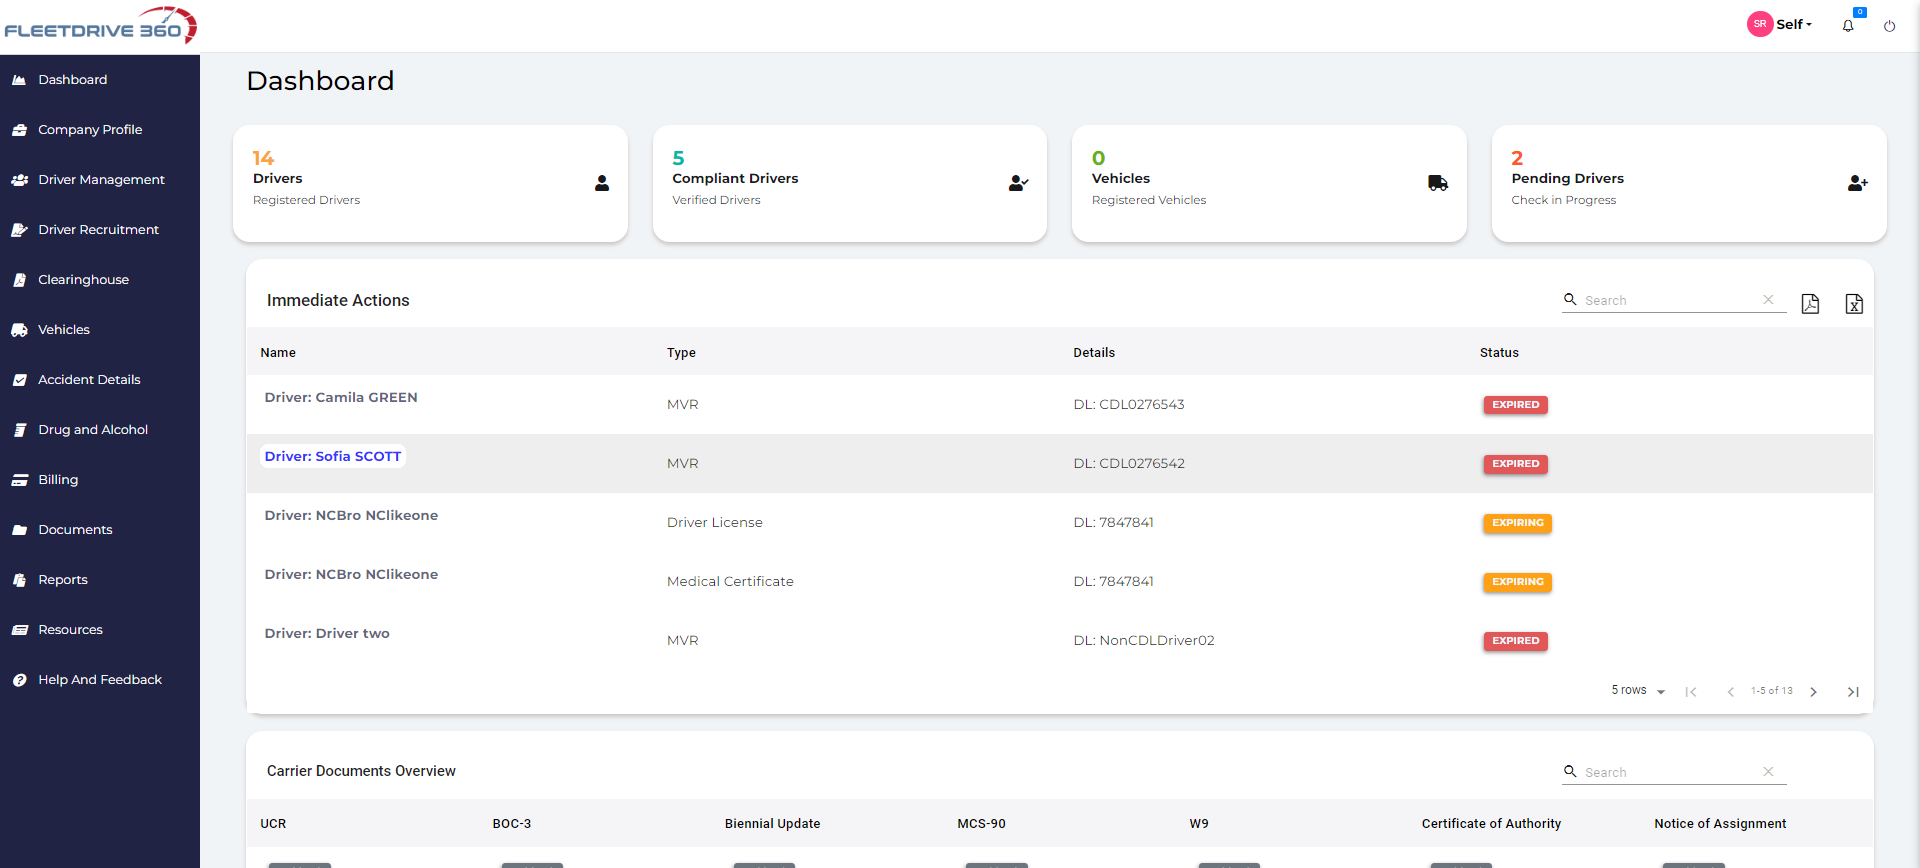 FLEETDRIVE 360
SR Self
0
Dashboard
Company Profile
Driver Management
Driver Recruitment
Clearinghouse
Vehicles
Accident Details
Drug and Alcohol
Billing
Documents
Reports
Resources
Help And Feedback
Dashboard
14
Drivers
Registered Drivers
5
Compliant Drivers
Verified Drivers
0
Vehicles
Registered Vehicles
2
Pending Drivers
Check in Progress
Immediate Actions
Search
Name Type Details Status
Driver: Camila GREEN MVR DL: CDL0276543 EXPIRED
Driver: Sofia SCOTT MVR DL: CDL0276542 EXPIRED
Driver: NCBro NClikeone Driver License DL: 7847841 EXPIRING
Driver: NCBro NClikeone Medical Certificate DL: 7847841 EXPIRING
Driver: Driver two MVR DL: NonCDLDriver02 EXPIRED
5 rows 1-5 of 13
Carrier Documents Overview
Search
UCR BOC-3 Biennial Update MCS-90 W9 Certificate of Authority Notice of Assignment